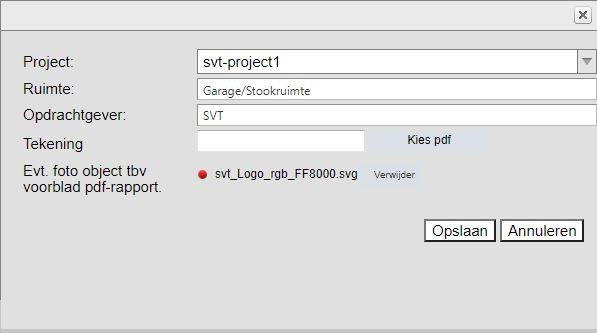 Project: svt-project1
Ruimte: Garage/Stookruimte
Opdrachtgever: SVT
Tekening Kies pdf
Evt. foto object tbv
voorblad pdf-rapport. svt_Logo_rgb_FF8000.svg Verwijder
Opslaan Annuleren